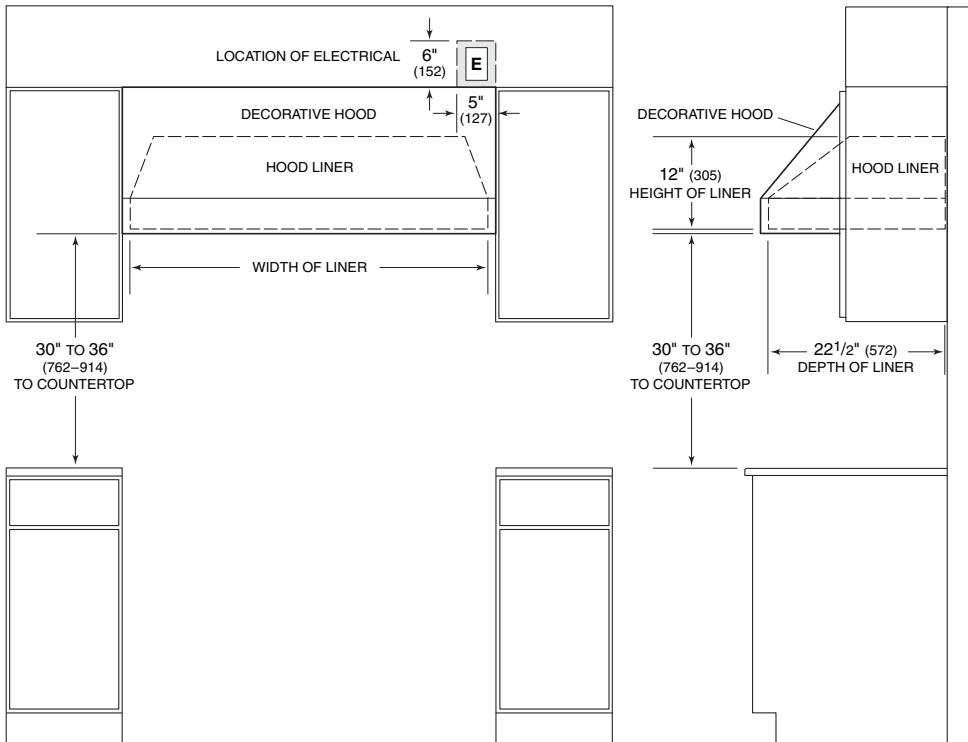 LOCATION OF ELECTRICAL
6"
(152)
E
DECORATIVE HOOD
5"
(127)
HOOD LINER
WIDTH OF LINER
30" TO 36"
(762–914)
TO COUNTERTOP
DECORATIVE HOOD
HOOD LINER
12" (305)
HEIGHT OF LINER
30" TO 36"
(762–914)
TO COUNTERTOP
22 1/2" (572)
DEPTH OF LINER